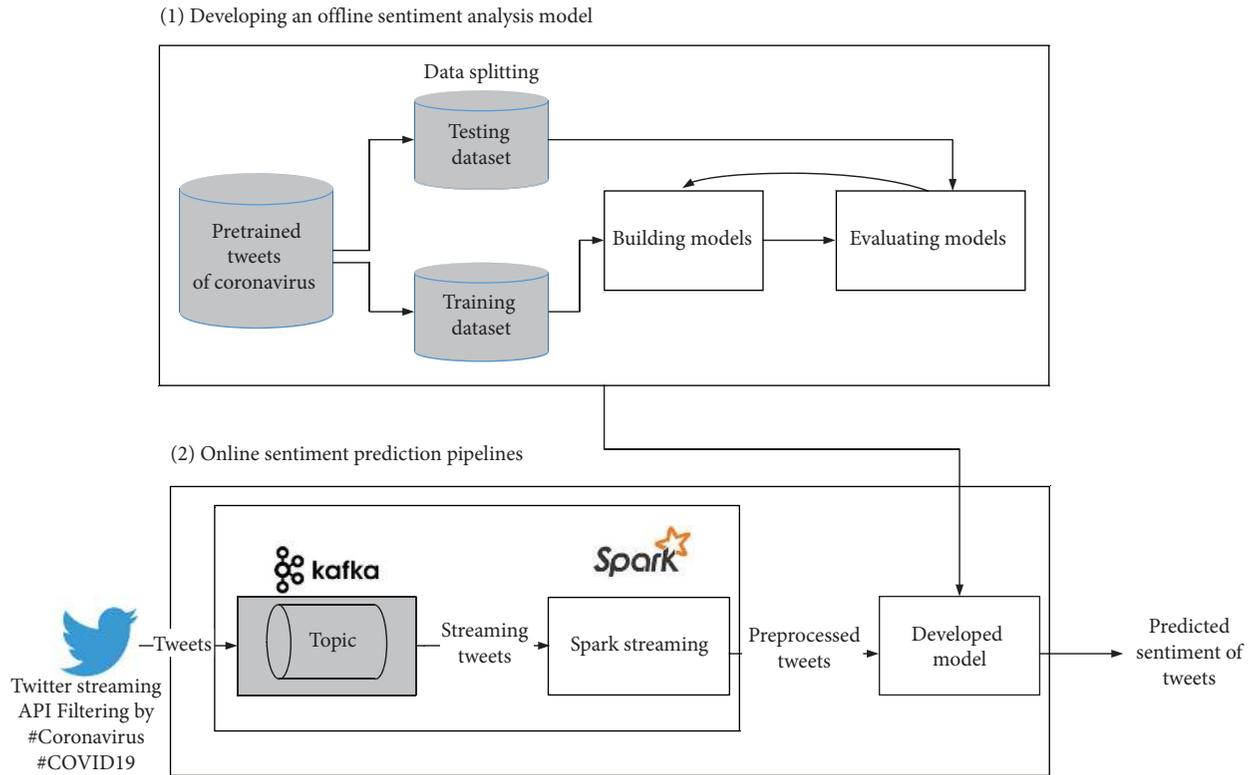 (1) Developing an offline sentiment analysis model
Data splitting
Testing
dataset
Pretrained
tweets
of coronavirus
Building models
Evaluating models
Training
dataset
(2) Online sentiment prediction pipelines
kafka
Spark
Tweets
Topic
Streaming
tweets
Spark streaming
Preprocessed
tweets
Developed
model
Predicted
sentiment of
tweets
Twitter streaming
API Filtering by
#Coronavirus
#COVID19